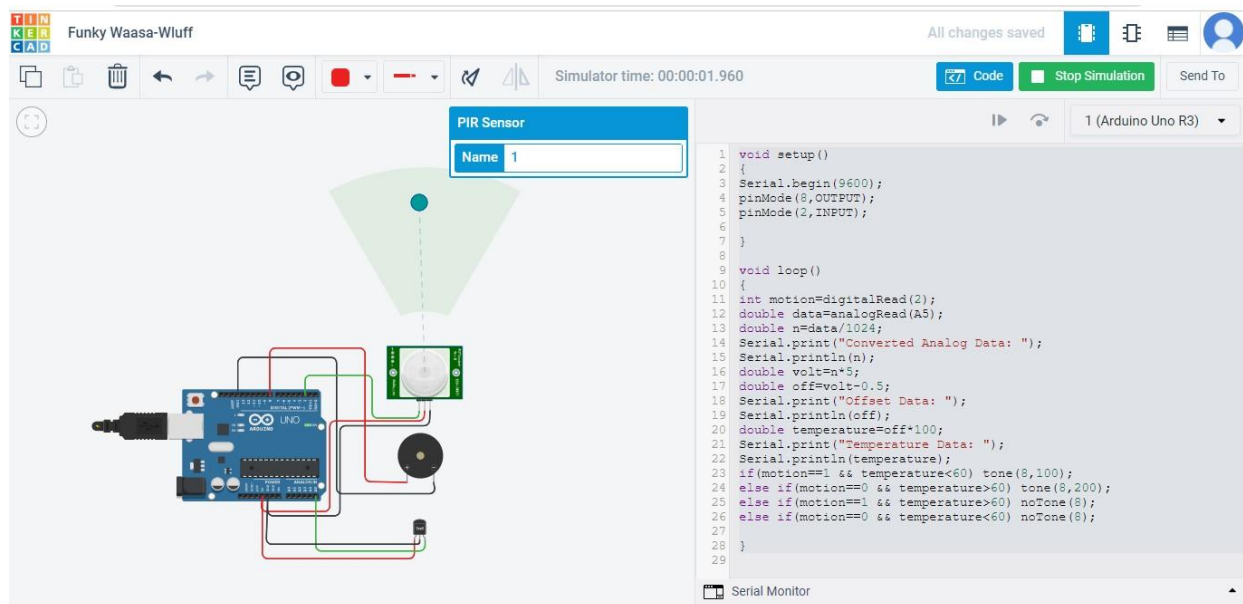 TIN
KER
CAD
Funky Waasa-Wluff
All changes saved
Simulator time: 00:00:01.960
Code
Stop Simulation
Send To
PIR Sensor
Name 1
1 (Arduino Uno R3)
1 void setup()
2 {
3 Serial.begin(9600);
4 pinMode(8,OUTPUT);
5 pinMode(2,INPUT);
6
7 }
8
9 void loop()
10 {
11 int motion=digitalRead(2);
12 double data=analogRead(A5);
13 double n=data/1024;
14 Serial.print("Converted Analog Data: ");
15 Serial.println(n);
16 double volt=n*5;
17 double off=volt-0.5;
18 Serial.print("Offset Data: ");
19 Serial.println(off);
20 double temperature=off*100;
21 Serial.print("Temperature Data: ");
22 Serial.println(temperature);
23 if(motion==1 && temperature<60) tone(8,100);
24 else if(motion==0 && temperature>60) tone(8,200);
25 else if(motion==1 && temperature>60) noTone(8);
26 else if(motion==0 && temperature<60) noTone(8);
27
28 }
29
UNO
ARDUINO
Serial Monitor